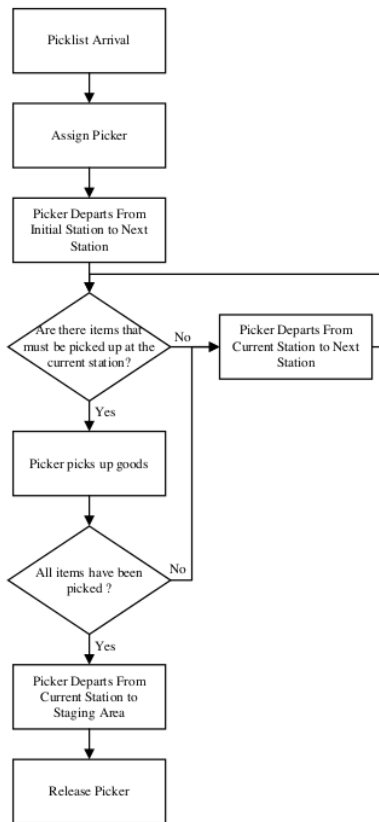 Picklist Arrival
Assign Picker
Picker Departs From
Initial Station to Next
Station
Are there items that
must be picked up at the
current station?
No
Picker Departs From
Current Station to Next
Station
Yes
Picker picks up goods
All items have been
picked ?
No
Yes
Picker Departs From
Current Station to
Staging Area
Release Picker